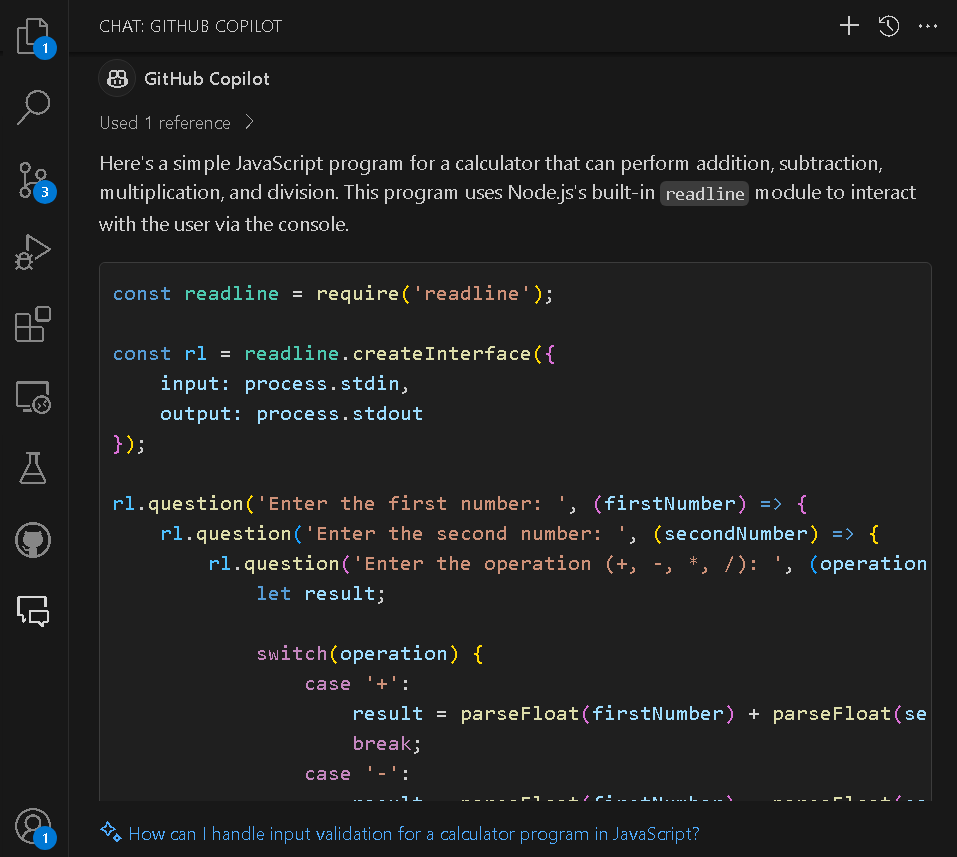 CHAT: GITHUB COPILOT
1
GitHub Copilot
Used 1 reference
Here's a simple JavaScript program for a calculator that can perform addition, subtraction,
multiplication, and division. This program uses Node.js's built-in readline module to interact
with the user via the console.
3
const readline = require('readline');
const rl = readline.createInterface({
    input: process.stdin,
    output: process.stdout
});
rl.question('Enter the first number: ', (firstNumber) => {
    rl.question('Enter the second number: ', (secondNumber) => {
        rl.question('Enter the operation (+, -, *, /): ', (operation
            let result;
            switch(operation) {
                case '+':
                    result = parseFloat(firstNumber) + parseFloat(se
                    break;
                case '-':
                    result = parseFloat(firstNumber) - parseFloat(se
How can I handle input validation for a calculator program in JavaScript?
1